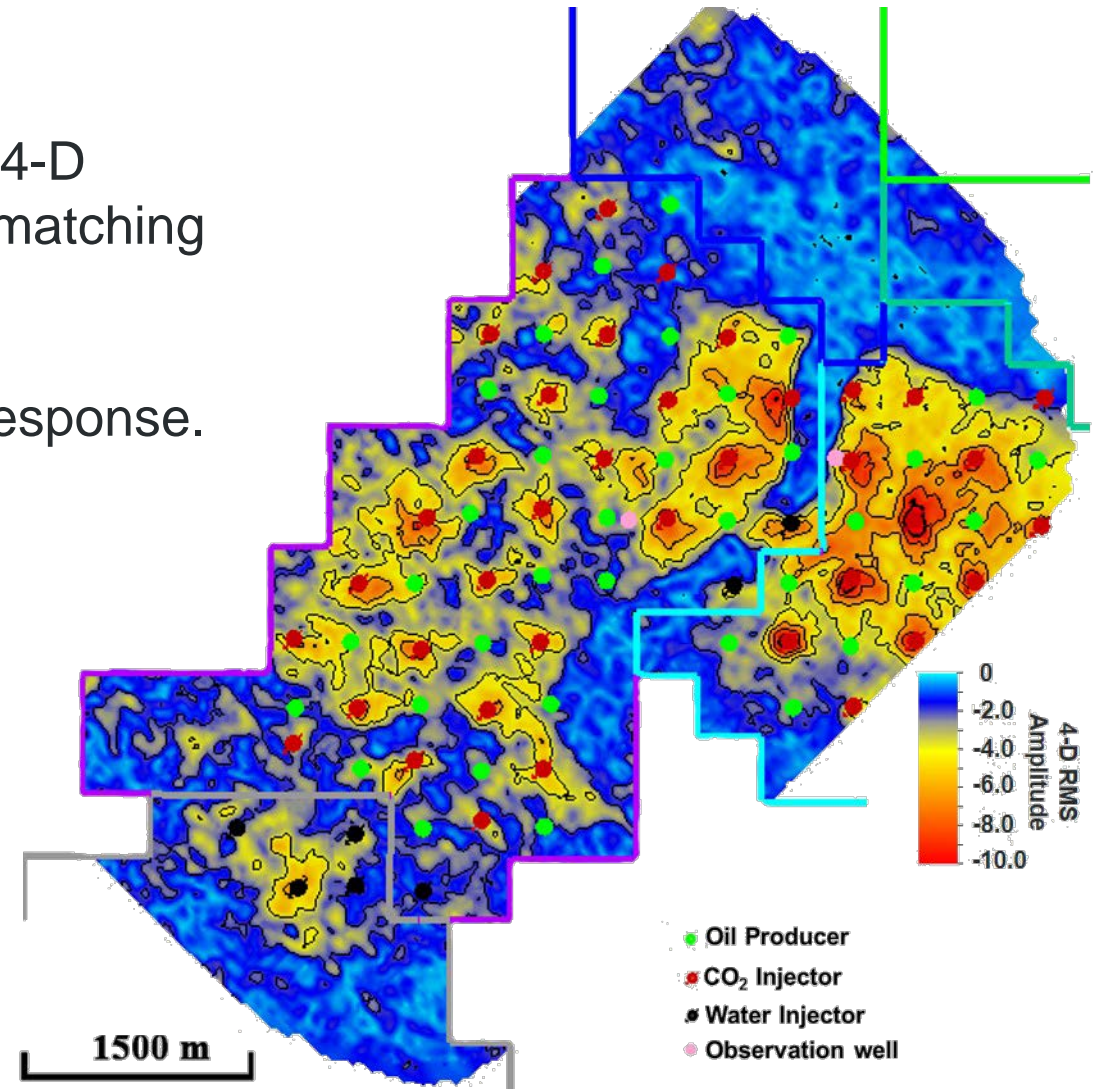 4-D
matching
esponse.
0
-2.0
-4.0
-6.0
-8.0
-10.0
4-D RMS
Amplitude
Oil Producer
CO₂ Injector
Water Injector
Observation well
1500 m